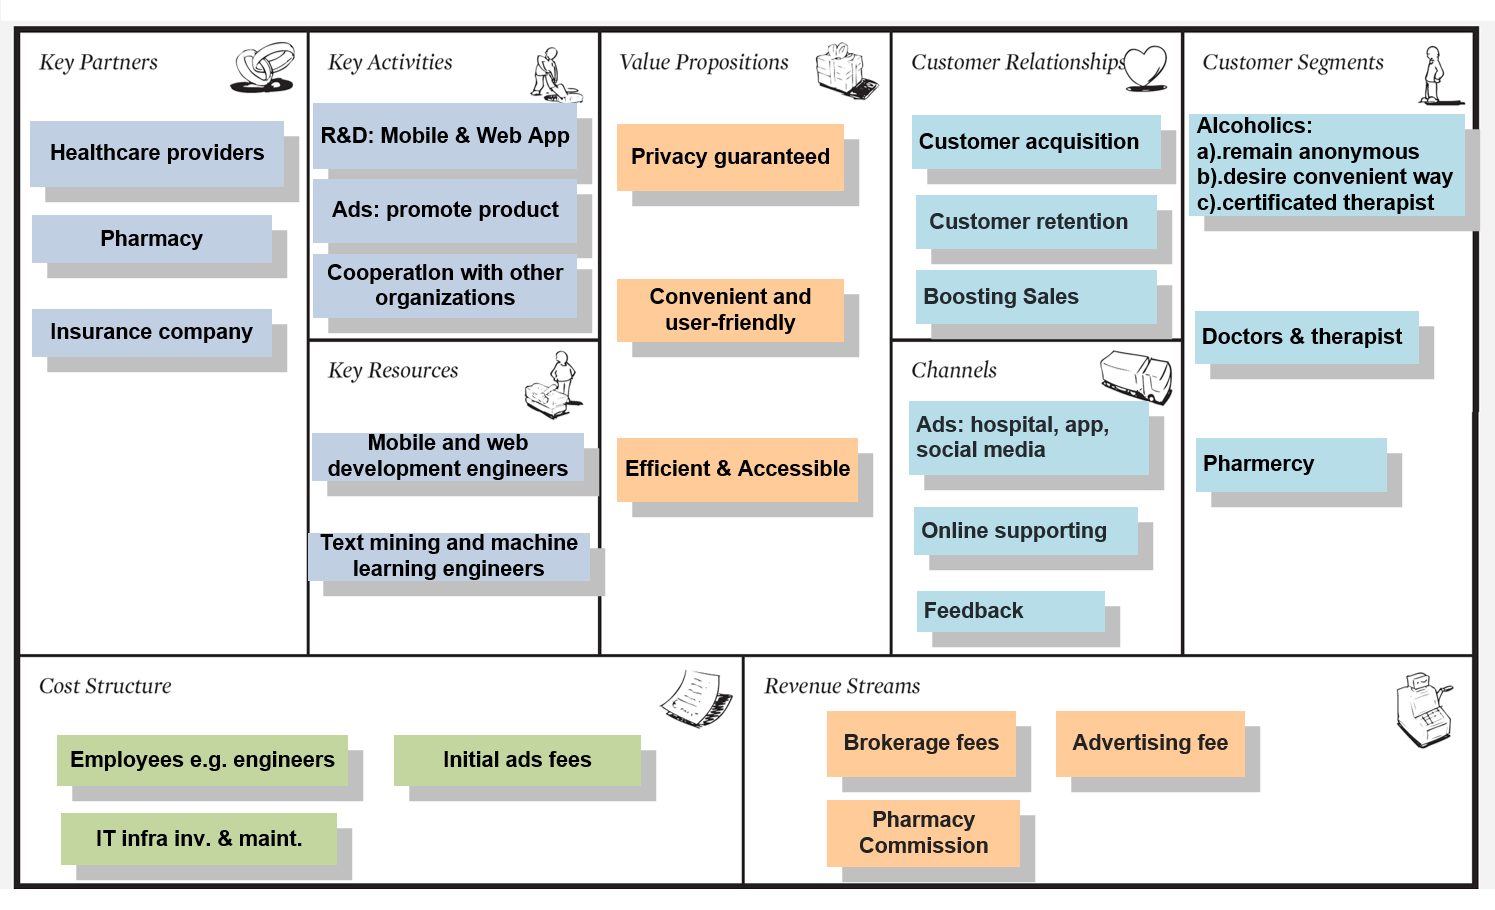 Key Partners
Healthcare providers
Pharmacy
Insurance company
Key Activities
R&D: Mobile & Web App
Ads: promote product
Cooperation with other
organizations
Key Resources
Mobile and web
development engineers
Text mining and machine
learning engineers
Value Propositions
Privacy guaranteed
Convenient and
user-friendly
Efficient & Accessible
Customer Relationships
Customer acquisition
Customer retention
Boosting Sales
Channels
Ads: hospital, app,
social media
Online supporting
Feedback
Customer Segments
Alcoholics:
a).remain anonymous
b).desire convenient way
c).certificated therapist
Doctors & therapist
Pharmercy
Cost Structure
Employees e.g. engineers
Initial ads fees
IT infra inv. & maint.
Revenue Streams
Brokerage fees
Advertising fee
Pharmacy
Commission